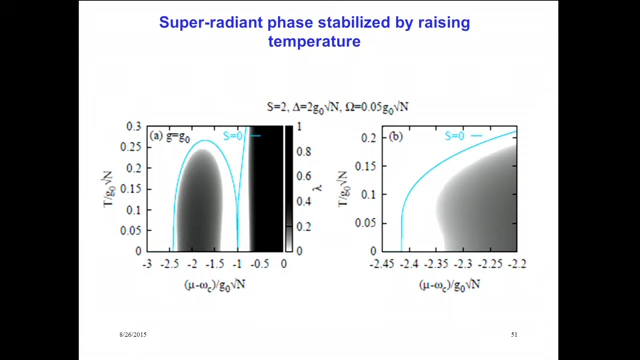 Super-radiant phase stabilized by raising
temperature
S=2, Δ=2g₀√N, Ω=0.05g₀√N
(a) g=g₀
S=0
0.3
0.25
0.2
0.15
0.1
0.05
0
T/g₀√N
-3 -2.5 -2 -1.5 -1 -0.5 0
(μ-ω_c)/g₀√N
1
0.8
0.6
0.4
0.2
0
λ
(b)
S=0
0.2
0.15
0.1
0.05
0
T/g₀√N
-2.45 -2.4 -2.35 -2.3 -2.25 -2.2
(μ-ω_c)/g₀√N
8/26/2015
51